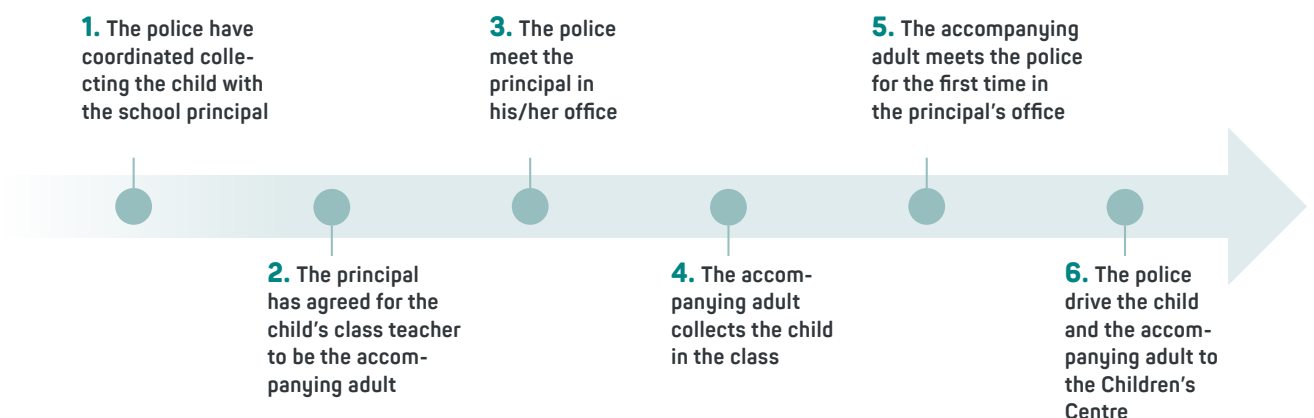 1. The police have
coordinated colle-
cting the child with
the school principal
2. The principal
has agreed for the
child's class teacher
to be the accom-
panying adult
3. The police
meet the
principal in
his/her office
4. The accom-
panying adult
collects the child
in the class
5. The accompanying
adult meets the police
for the first time in
the principal's office
6. The police
drive the child
and the accom-
panying adult to
the Children's
Centre